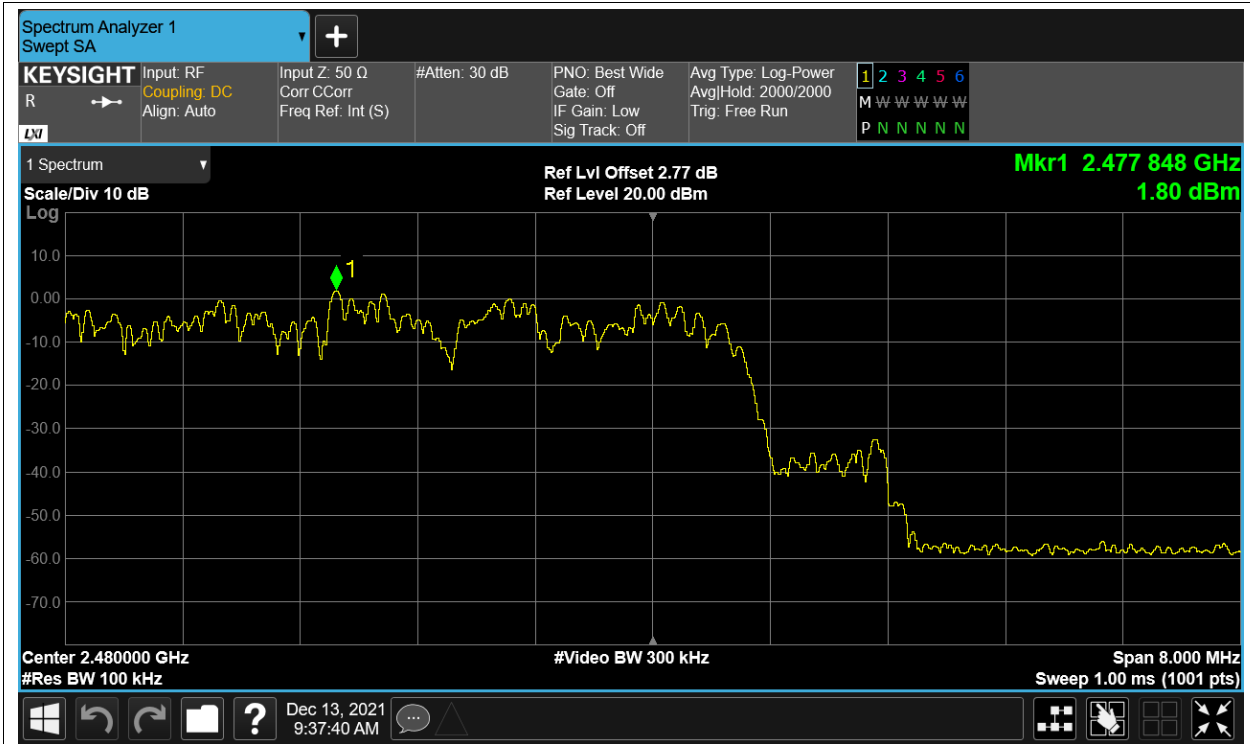 Spectrum Analyzer 1
Swept SA
KEYSIGHT
R
LXI
Input: RF
Coupling: DC
Align: Auto
Input Z: 50 Ω
Corr CCorr
Freq Ref: Int (S)
#Atten: 30 dB
PNO: Best Wide
Gate: Off
IF Gain: Low
Sig Track: Off
Avg Type: Log-Power
Avg|Hold: 2000/2000
Trig: Free Run
1 2 3 4 5 6
M W W W W W
P N N N N N
1 Spectrum
Scale/Div 10 dB
Ref Lvl Offset 2.77 dB
Ref Level 20.00 dBm
Mkr1 2.477 848 GHz
1.80 dBm
Log
1
10.0
0.00
-10.0
-20.0
-30.0
-40.0
-50.0
-60.0
-70.0
Center 2.480000 GHz
#Res BW 100 kHz
#Video BW 300 kHz
Span 8.000 MHz
Sweep 1.00 ms (1001 pts)
?
Dec 13, 2021
9:37:40 AM